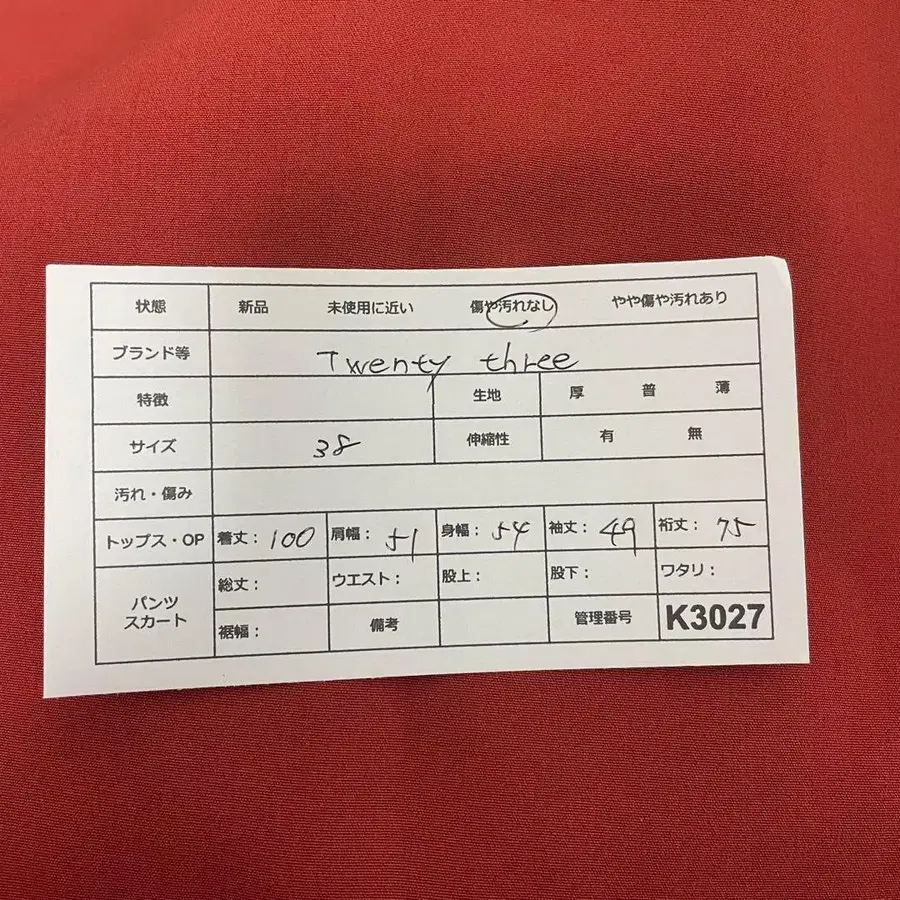 状態 新品 未使用に近い 傷や汚れなし やや傷や汚れあり
ブランド等 Twenty three
特徴 生地 厚 普 薄
サイズ 38 伸縮性 有 無
汚れ・傷み
トップス・OP 着丈: 100 肩幅: 51 身幅: 54 袖丈: 49 裄丈: 75
パンツ スカート 総丈: ウエスト: 股上: 股下: ワタリ:
裾幅: 備考 管理番号 K3027